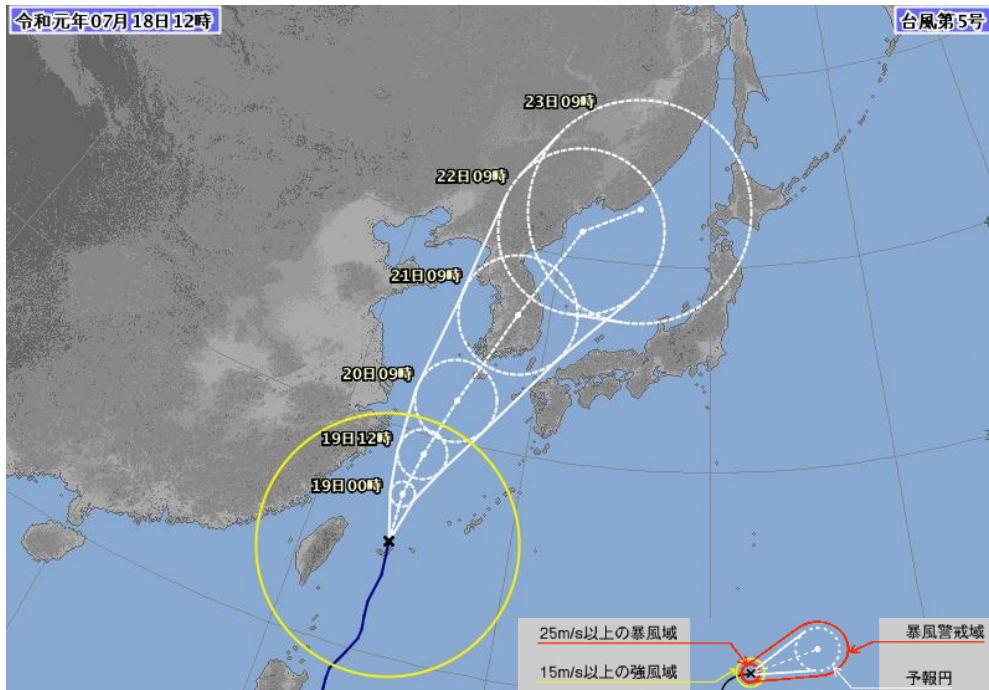 令和元年07月18日12時
台風第5号
23日09時
22日09時
21日09時
20日09時
19日12時
19日00時
25m/s以上の暴風域
暴風警戒域
15m/s以上の強風域
予報円